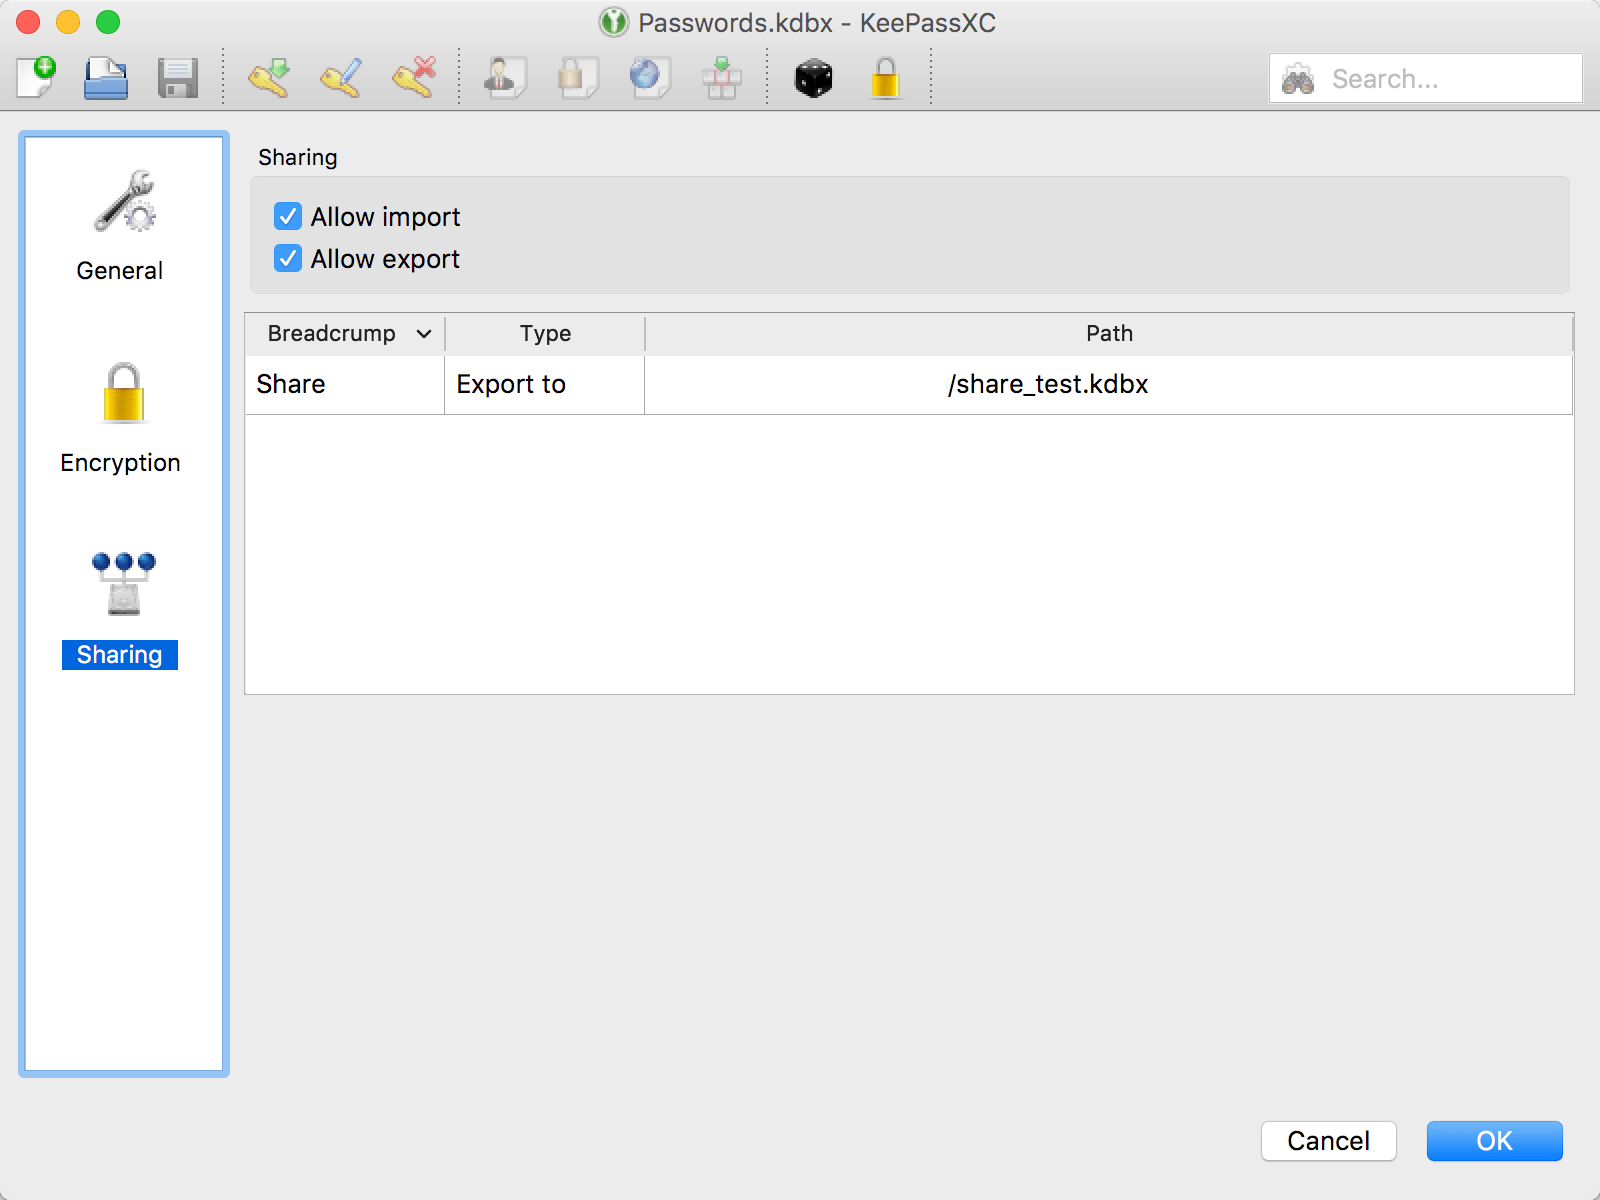 Passwords.kdbx - KeePassXC
Search...
General
Encryption
Sharing
Sharing
Allow import
Allow export
Breadcrump Type Path
Share Export to /share_test.kdbx
Cancel OK